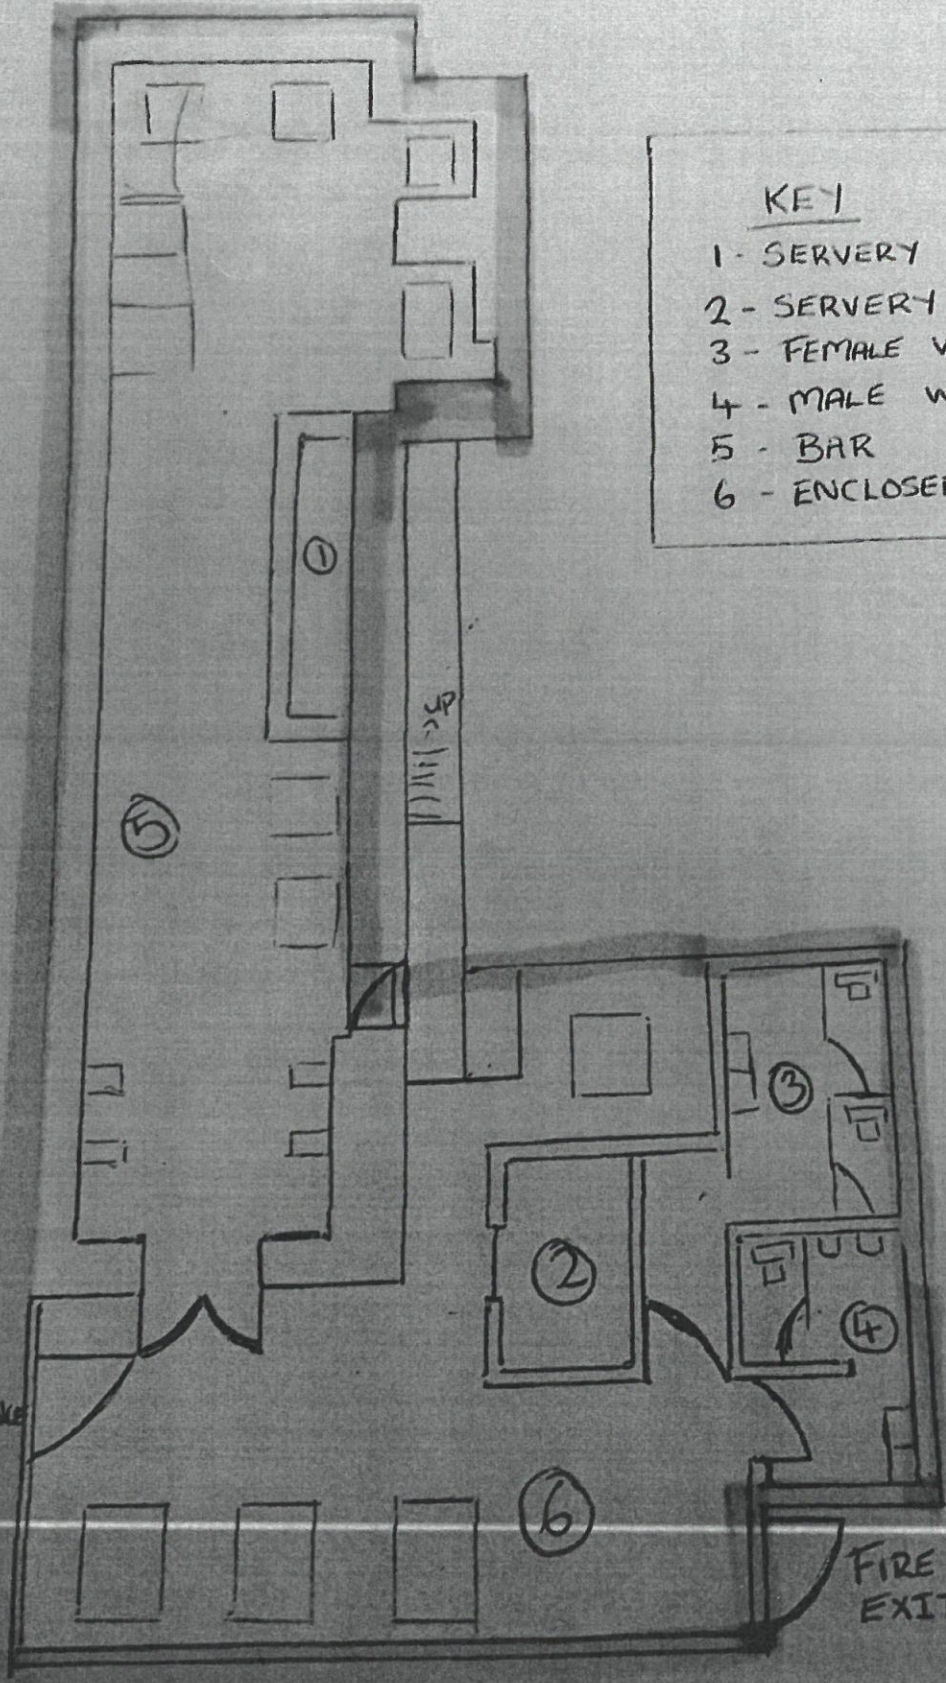 KEY
1 - SERVERY
2 - SERVERY
3 - FEMALE
4 - MALE
5 - BAR
6 - ENCLOSED
1
->UP
5
3
2
4
6
FIRE
EXIT